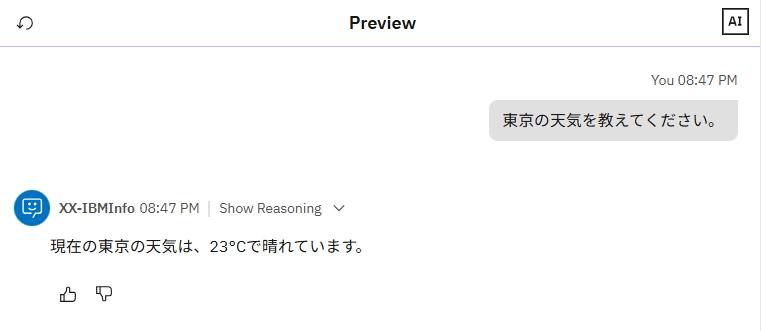 Preview
AI
You 08:47 PM
東京の天気を教えてください。
XX-IBMInfo 08:47 PM | Show Reasoning
現在の東京の天気は、23°Cで晴れています。